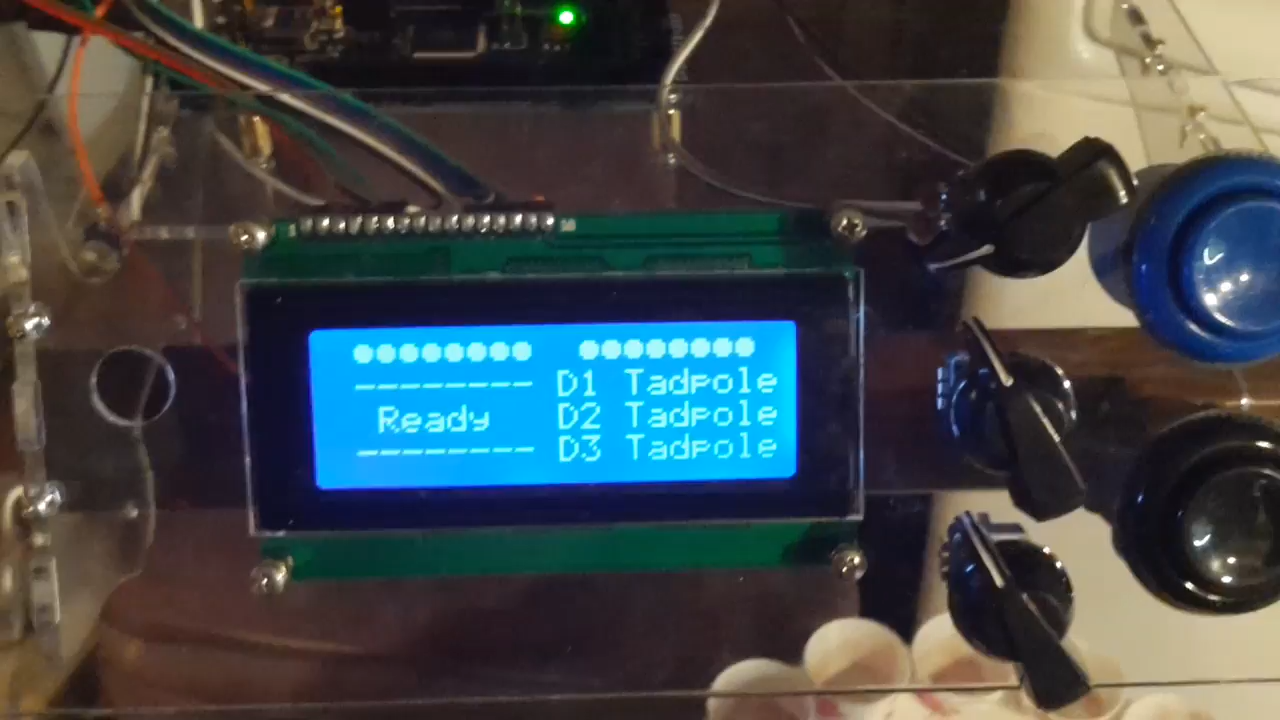 ●●●●●●●● ●●●●●●●●
-------- D1 Tadpole
Ready D2 Tadpole
-------- D3 Tadpole